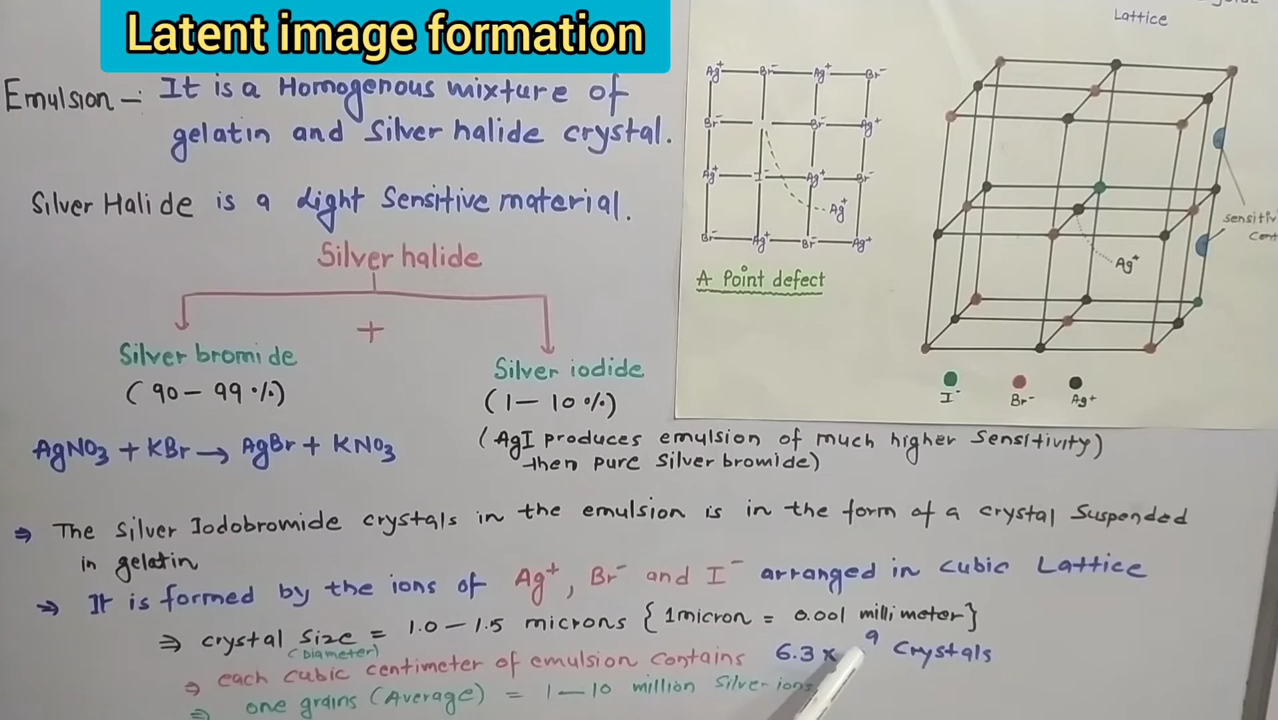 Latent image formation
Emulsion - It is a Homogenous mixture of
gelatin and Silver halide crystal.
Silver Halide is a Light Sensitive material.
Silver halide
+
Silver bromide
(90 - 99 %)
Silver iodide
(1 - 10 %)
AgNO3 + KBr → AgBr + KNO3
(AgI produces emulsion of much higher Sensitivity)
then pure Silver bromide)
⇒ The Silver Iodobromide crystals in the emulsion is in the form of a crystal Suspended
in gelatin
⇒ It is formed by the ions of Ag+, Br- and I- arranged in cubic Lattice
⇒ crystal size = 1.0 - 1.5 microns {1 micron = 0.001 millimeter}
(Diameter)
⇒ each cubic centimeter of emulsion contains 6.3 x 9 crystals
⇒ one grains (Average) = 1 - 10 million Silver ions
Ag+ Br- Ag+ Br-
Br- Br- Ag+
Ag+ I- Ag+ Br-
Ag+
Br- Ag+ Br- Ag+
A Point defect
Lattice
Ag+
I- Br- Ag+